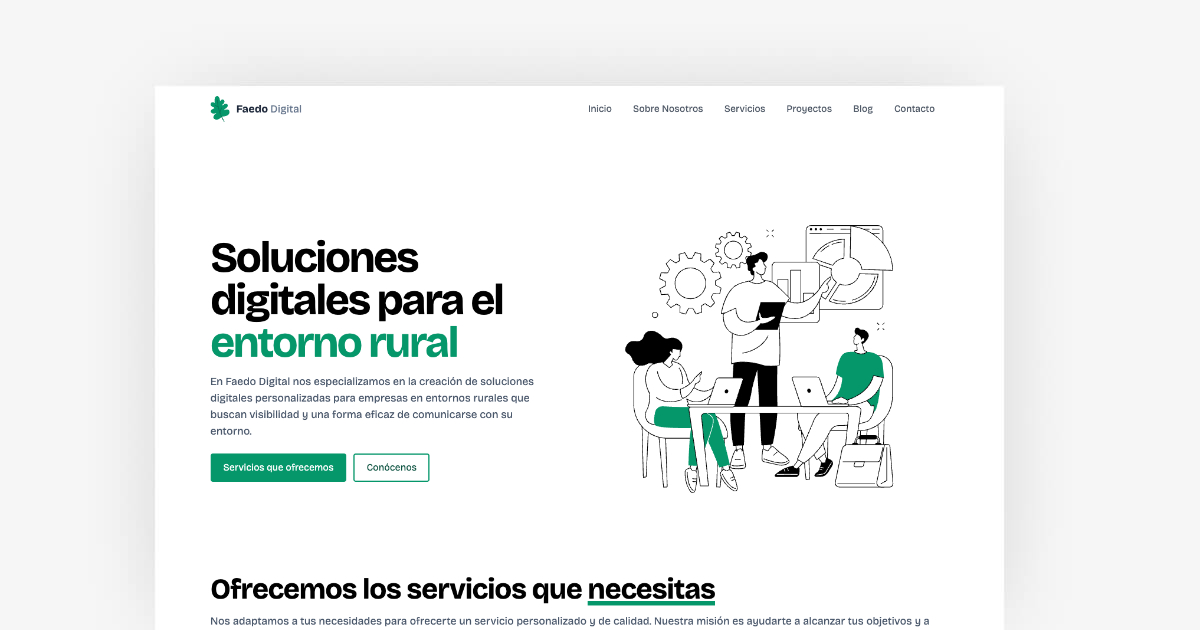 Faedo Digital
Inicio Sobre Nosotros Servicios Proyectos Blog Contacto
Soluciones
digitales para el
entorno rural
En Faedo Digital nos especializamos en la creación de soluciones
digitales personalizadas para empresas en entornos rurales que
buscan visibilidad y una forma eficaz de comunicarse con su
entorno.
Servicios que ofrecemos
Conócenos
Ofrecemos los servicios que necesitas
Nos adaptamos a tus necesidades para ofrecerte un servicio personalizado y de calidad. Nuestra misión es ayudarte a alcanzar tus objetivos y a